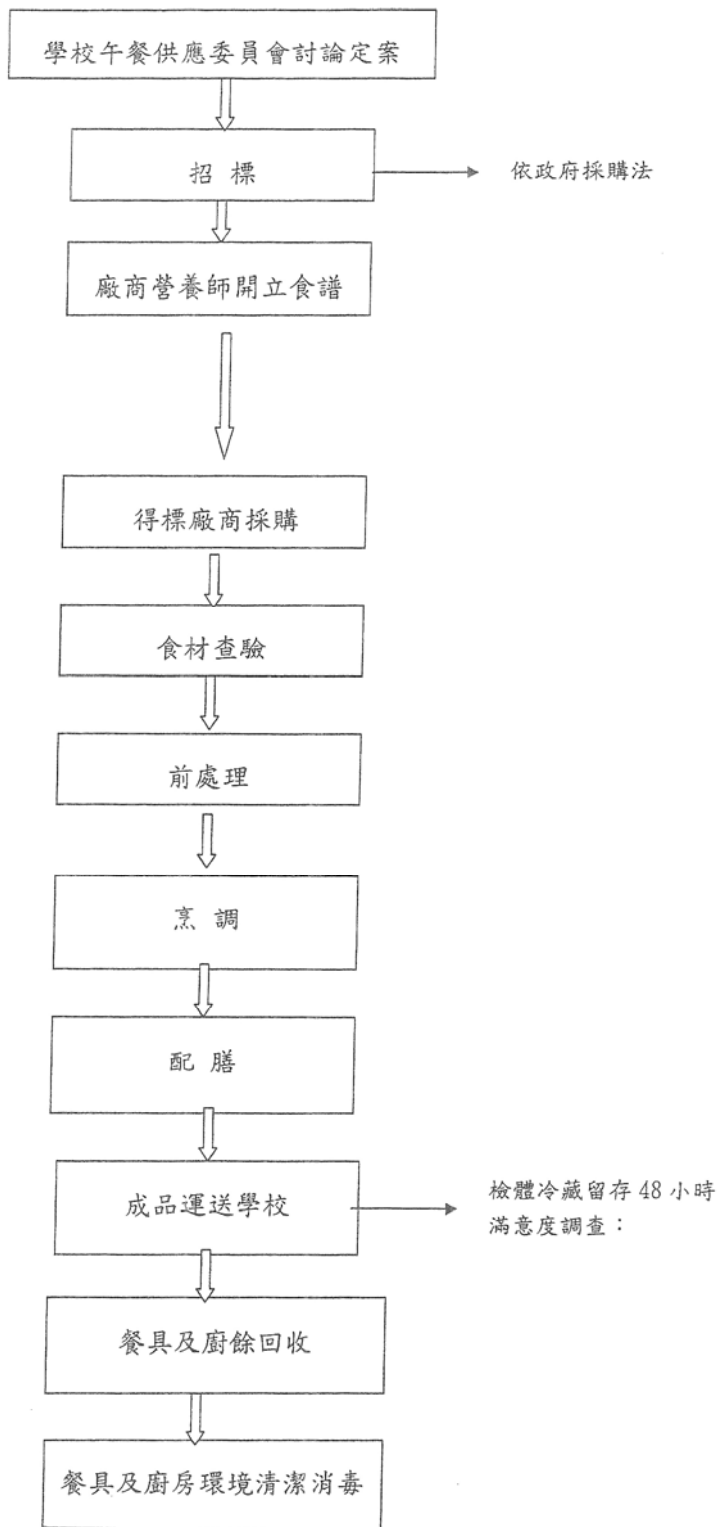 學校午餐供應委員會討論定案
招標
依政府採購法
廠商營養師開立食譜
得標廠商採購
食材查驗
前處理
烹調
配膳
成品運送學校
檢體冷藏留存 48 小時
滿意度調查：
餐具及廚餘回收
餐具及廚房環境清潔消毒